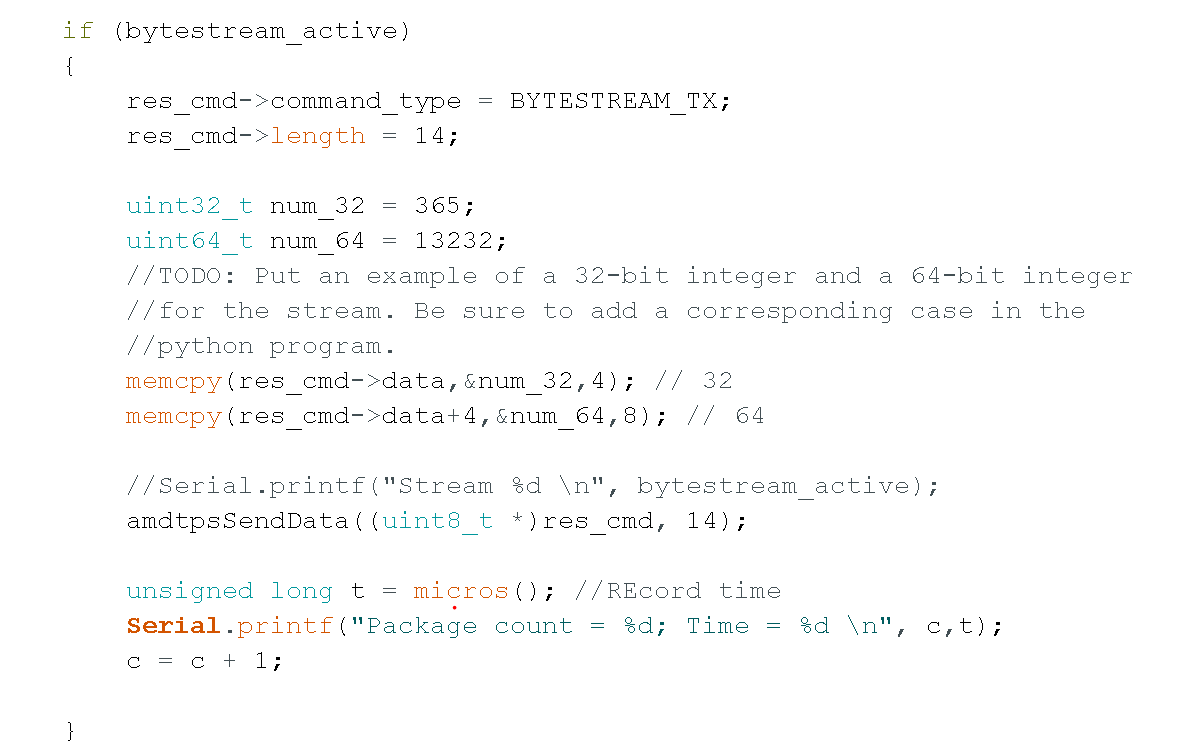 if (bytestream_active)
{
res_cmd->command_type = BYTESTREAM_TX;
res_cmd->length = 14;
uint32_t num_32 = 365;
uint64_t num_64 = 13232;
//TODO: Put an example of a 32-bit integer and a 64-bit integer
//for the stream. Be sure to add a corresponding case in the
//python program.
memcpy(res_cmd->data,&num_32,4); // 32
memcpy(res_cmd->data+4,&num_64,8); // 64
//Serial.printf("Stream %d \n", bytestream_active);
amdtpsSendData((uint8_t *)res_cmd, 14);
unsigned long t = micros(); //REcord time
Serial.printf("Package count = %d; Time = %d \n", c,t);
c = c + 1;
}